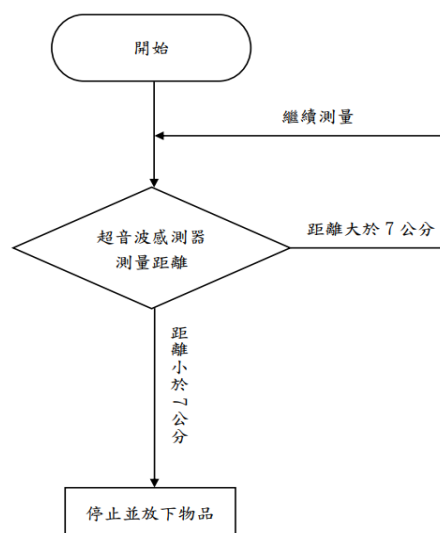 開始
繼續測量
超音波感測器
測量距離
距離大於 7 公分
距離小於7公分
停止並放下物品